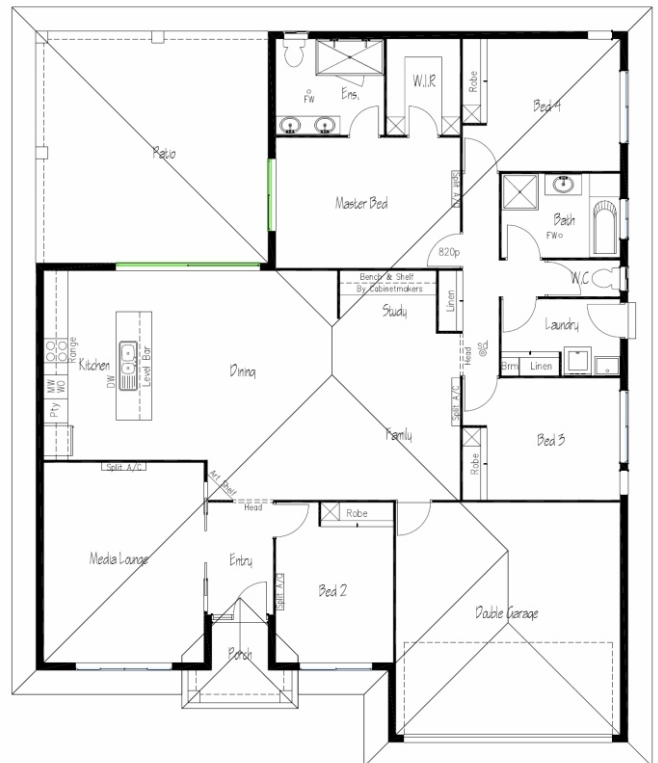 W.I.R
Robe
Bed 4
FW
Ens.
Patio
Split A/C
Master Bed
Bath
FW
820p
W.C
Bench & Shelf
By Cabinetmakers
Study
Linen
Laundry
Range
Kitchen
DW
Level Bar
Dining
Head
S@
Brm
Linen
MW
WO
Pty
Split A/C
Family
Bed 3
Robe
Split A/C
Art Shelf
Head
Robe
Media Lounge
Entry
Split A/C
Bed 2
Double Garage
Porch